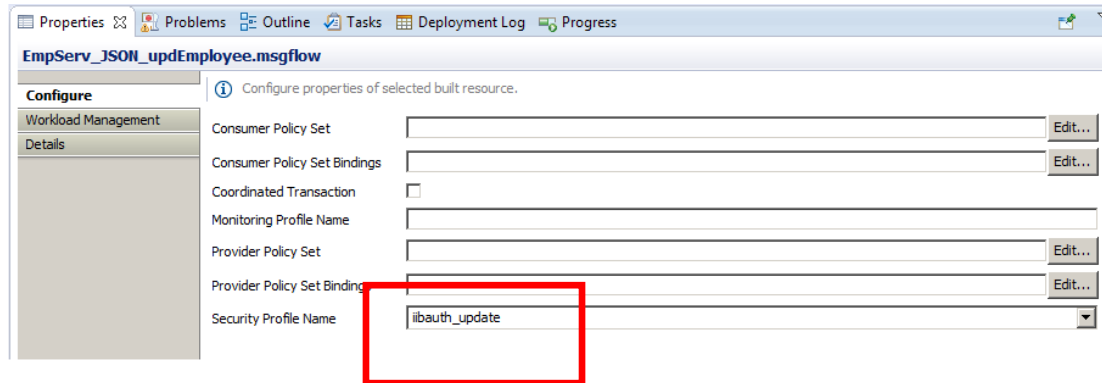 Properties Problems Outline Tasks Deployment Log Progress
EmpServ_JSON_updEmployee.msgflow
Configure
Workload Management
Details
Configure properties of selected built resource.
Consumer Policy Set Edit...
Consumer Policy Set Bindings Edit...
Coordinated Transaction
Monitoring Profile Name
Provider Policy Set Edit...
Provider Policy Set Binding Edit...
Security Profile Name iibauth_update